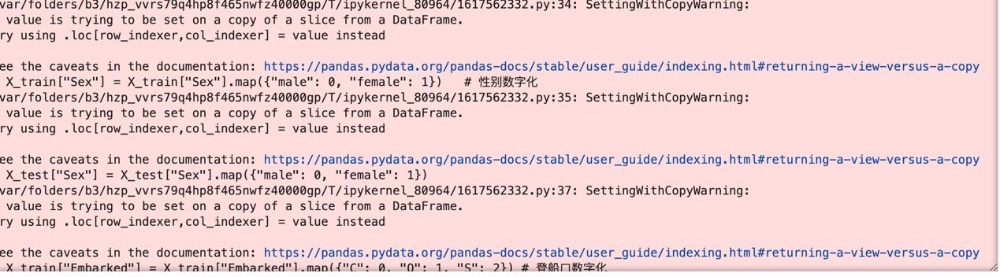 var/folders/b3/hzp_vvrs79q4hp8f465nwfz40000gp/T/ipykernel_80964/1617562332.py:34: SettingWithCopyWarning:
value is trying to be set on a copy of a slice from a DataFrame.
ry using .loc[row_indexer,col_indexer] = value instead
ee the caveats in the documentation: https://pandas.pydata.org/pandas-docs/stable/user_guide/indexing.html#returning-a-view-versus-a-copy
X_train["Sex"] = X_train["Sex"].map({"male": 0, "female": 1})   # 性别数字化
var/folders/b3/hzp_vvrs79q4hp8f465nwfz40000gp/T/ipykernel_80964/1617562332.py:35: SettingWithCopyWarning:
value is trying to be set on a copy of a slice from a DataFrame.
ry using .loc[row_indexer,col_indexer] = value instead
ee the caveats in the documentation: https://pandas.pydata.org/pandas-docs/stable/user_guide/indexing.html#returning-a-view-versus-a-copy
X_test["Sex"] = X_test["Sex"].map({"male": 0, "female": 1})
var/folders/b3/hzp_vvrs79q4hp8f465nwfz40000gp/T/ipykernel_80964/1617562332.py:37: SettingWithCopyWarning:
value is trying to be set on a copy of a slice from a DataFrame.
ry using .loc[row_indexer,col_indexer] = value instead
ee the caveats in the documentation: https://pandas.pydata.org/pandas-docs/stable/user_guide/indexing.html#returning-a-view-versus-a-copy
X_train["Embarked"] = X_train["Embarked"].map({"C": 0, "Q": 1, "S": 2}) # 登船口数字化